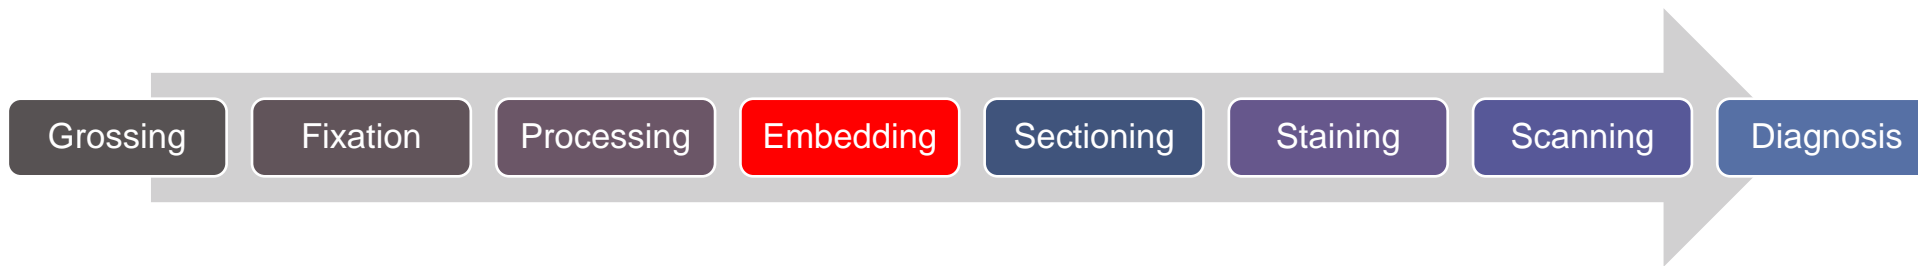 Grossing
Fixation
Processing
Embedding
Sectioning
Staining
Scanning
Diagnosis